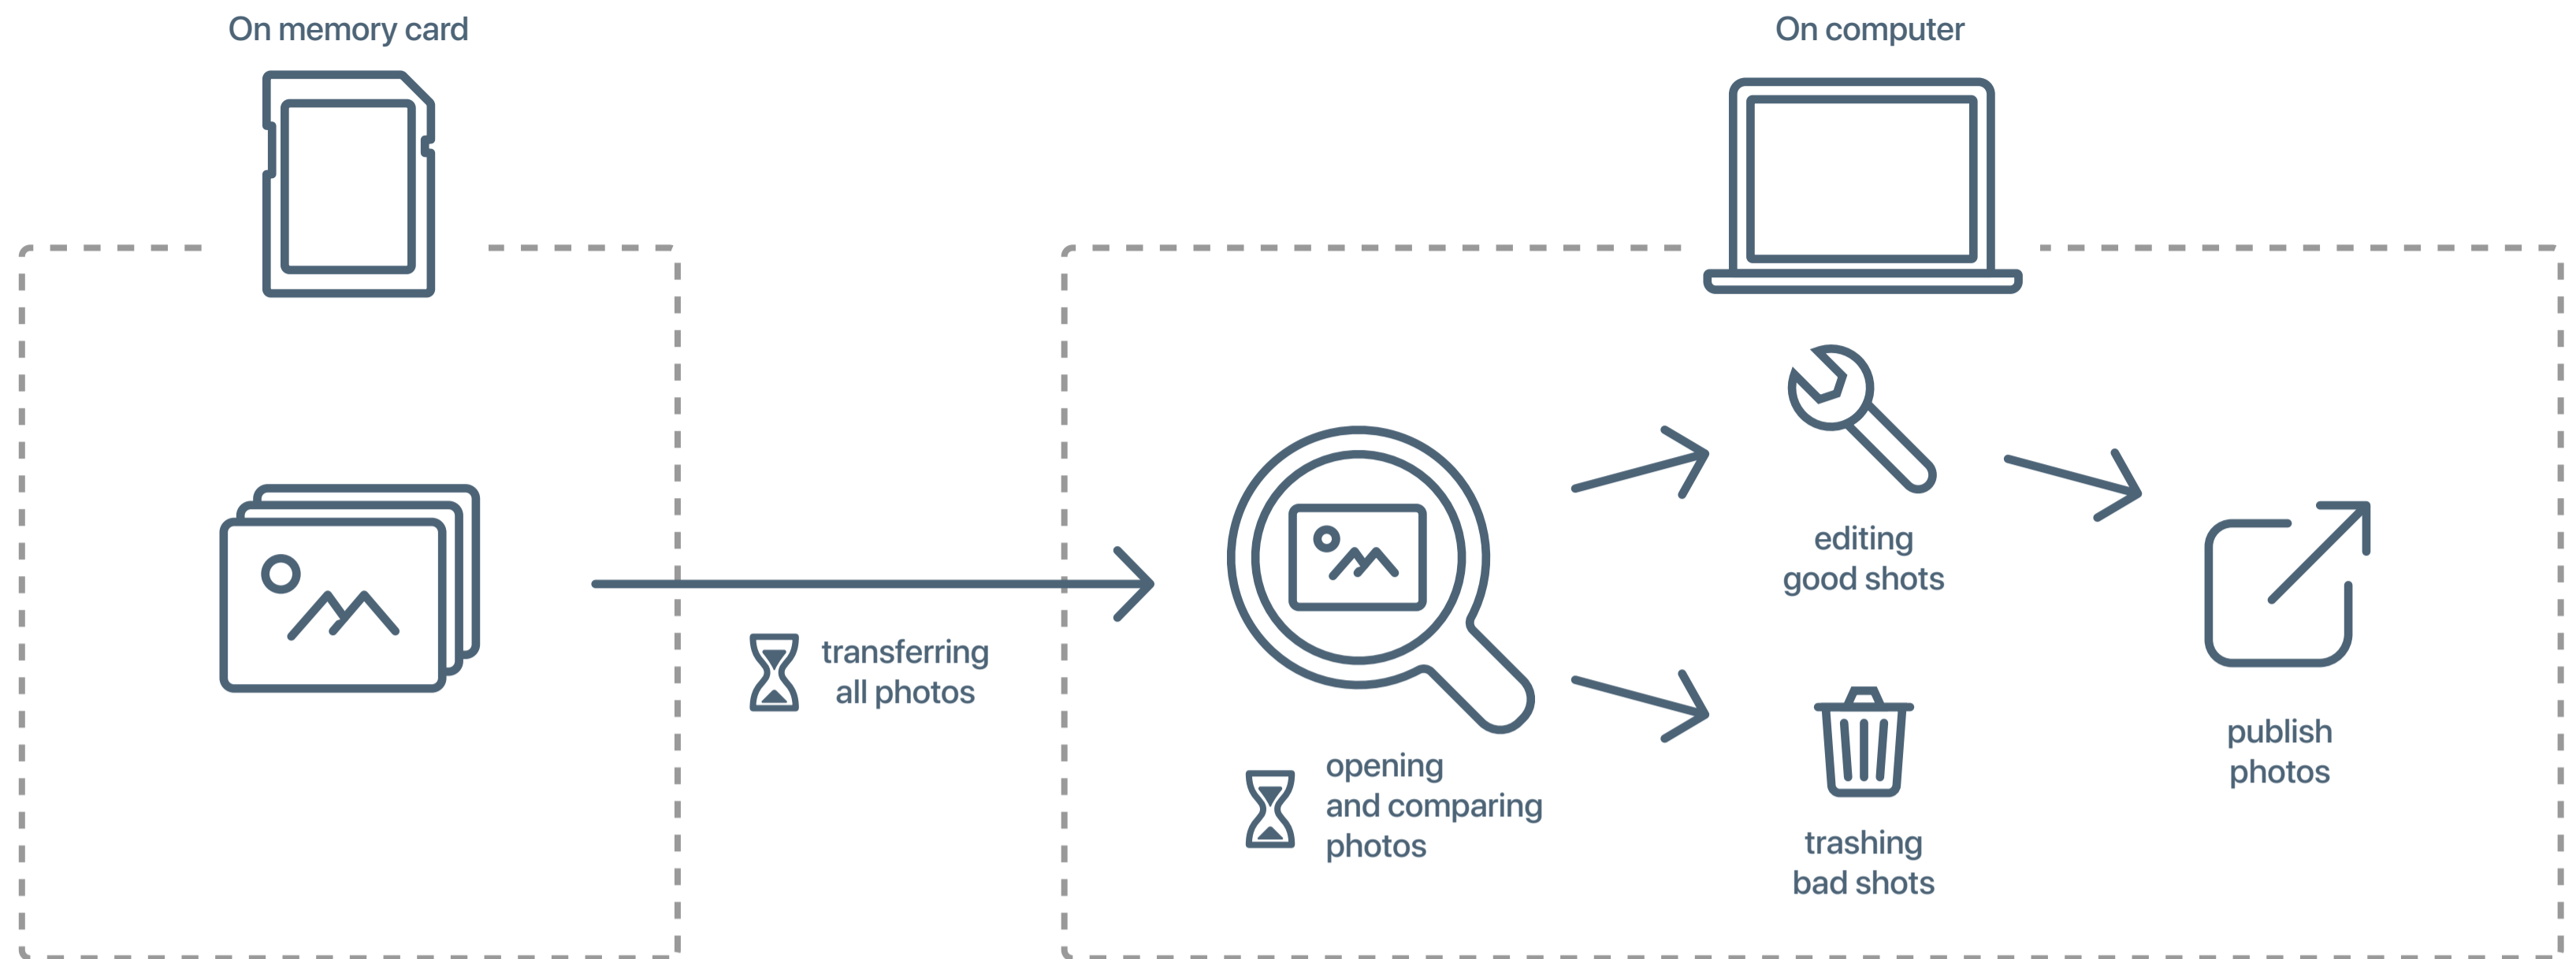 On memory card
On computer
transferring
all photos
opening
and comparing
photos
editing
good shots
trashing
bad shots
publish
photos